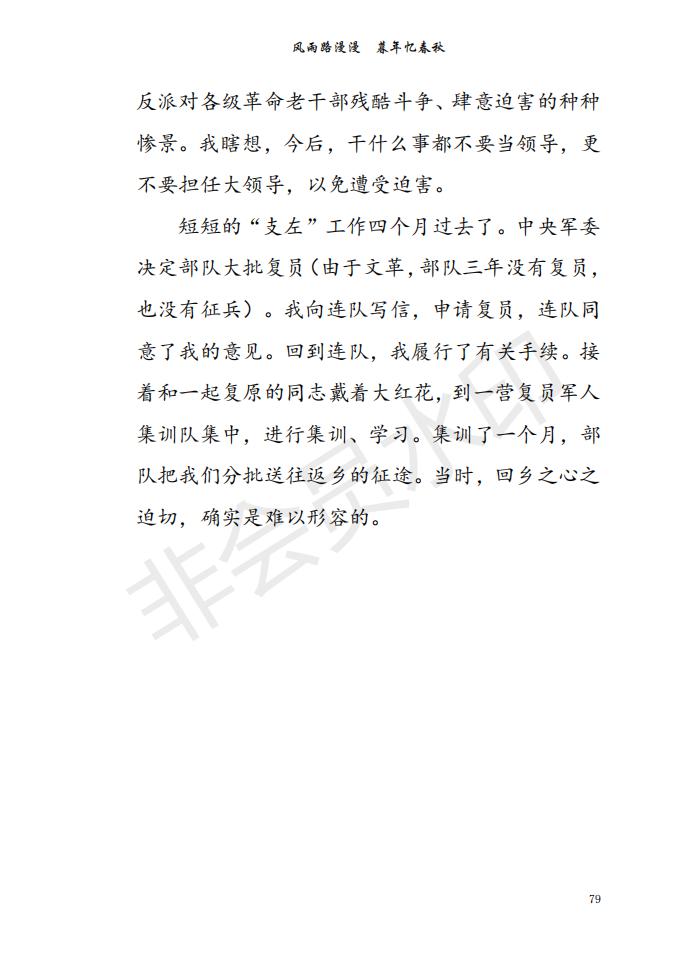 风雨路漫漫　暮年忆春秋
反派对各级革命老干部残酷斗争、肆意迫害的种种
惨景。我瞎想，今后，干什么事都不要当领导，更
不要担任大领导，以免遭受迫害。
短短的“支左”工作四个月过去了。中央军委
决定部队大批复员（由于文革，部队三年没有复员，
也没有征兵）。我向连队写信，申请复员，连队同
意了我的意见。回到连队，我履行了有关手续。接
着和一起复原的同志戴着大红花，到一营复员军人
集训队集中，进行集训、学习。集训了一个月，部
队把我们分批送往返乡的征途。当时，回乡之心之
迫切，确实是难以形容的。
非会员水印
79